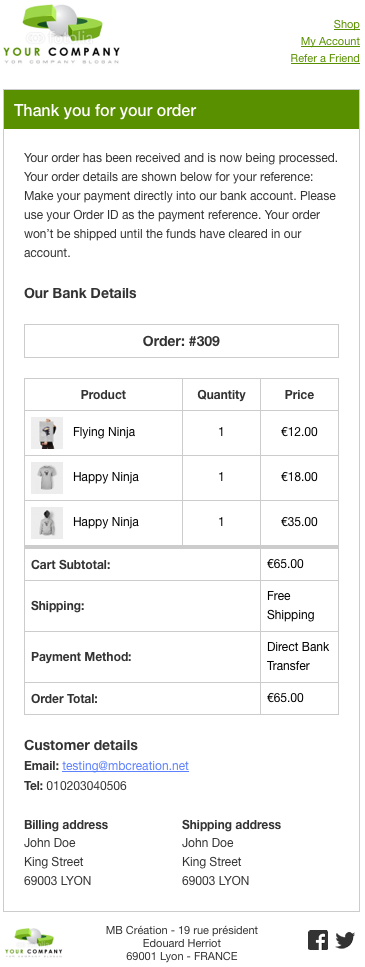 YOUR COMPANY
Shop
My Account
Refer a Friend
Thank you for your order
Your order has been received and is now being processed.
Your order details are shown below for your reference:
Make your payment directly into our bank account. Please
use your Order ID as the payment reference. Your order
won’t be shipped until the funds have cleared in our
account.
Our Bank Details
Order: #309
Product Quantity Price
Flying Ninja 1 €12.00
Happy Ninja 1 €18.00
Happy Ninja 1 €35.00
Cart Subtotal: €65.00
Shipping: Free
Shipping
Payment Method: Direct Bank
Transfer
Order Total: €65.00
Customer details
Email: testing@mbcreation.net
Tel: 010203040506
Billing address Shipping address
John Doe John Doe
King Street King Street
69003 LYON 69003 LYON
YOUR COMPANY
MB Création - 19 rue président
Edouard Herriot
69001 Lyon - FRANCE